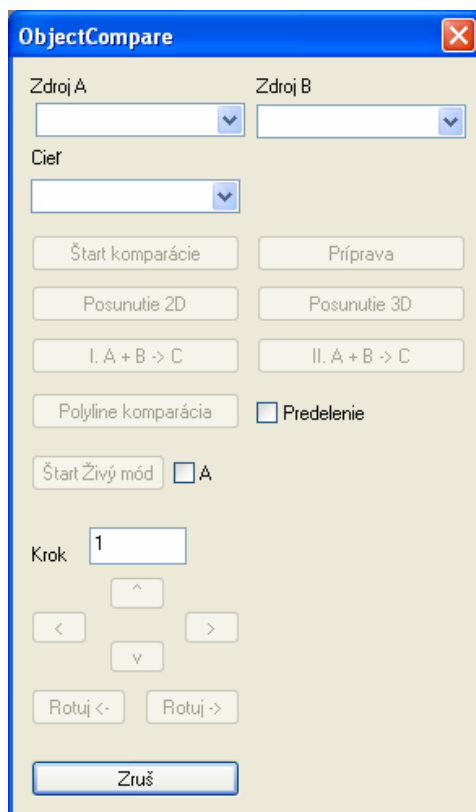 ObjectCompare
Zdroj A Zdroj B
Cieľ
Štart komparácie Príprava
Posunutie 2D Posunutie 3D
I. A + B -> C II. A + B -> C
Polyline komparácia Predelenie
Štart Živý mód A
Krok 1
^
< >
v
Rotuj <- Rotuj ->
Zruš